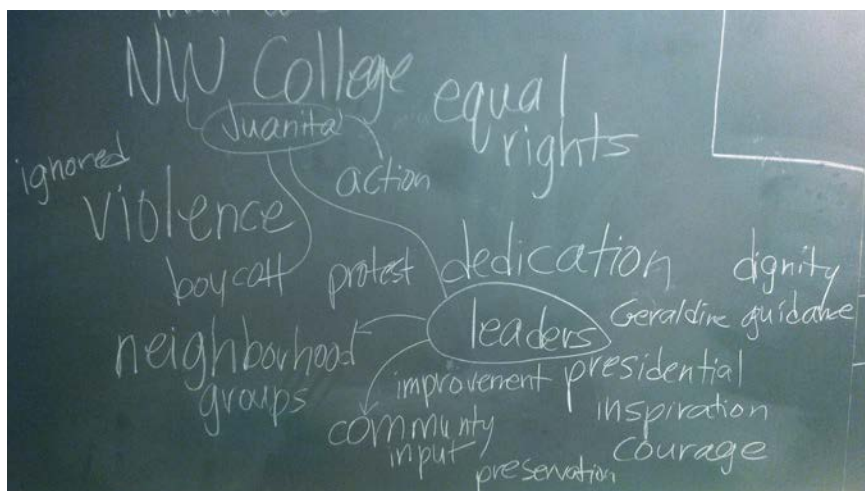 NW College
Juanita
equal
rights
ignored
action
violence
boycott
protest
dedication
dignity
leaders
Geraldine guidance
neighborhood
groups
improvement
presidential
inspiration
communty
input
courage
preservation